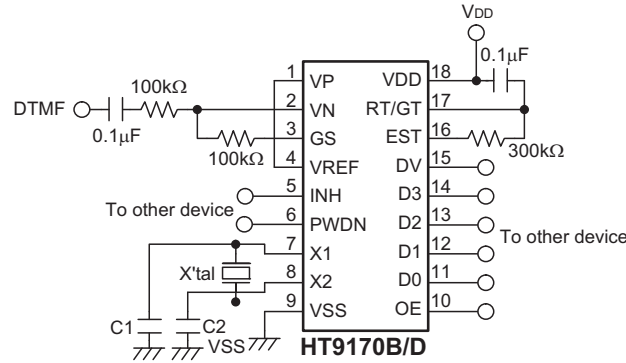 VDD
0.1μF
1 VP VDD 18
100kΩ
DTMF
0.1μF
2 VN RT/GT 17
3 GS EST 16
100kΩ
300kΩ
4 VREF DV 15
5 INH D3 14
To other device
6 PWDN D2 13
To other device
7 X1 D1 12
X'tal
8 X2 D0 11
9 VSS OE 10
C1
C2
VSS
HT9170B/D